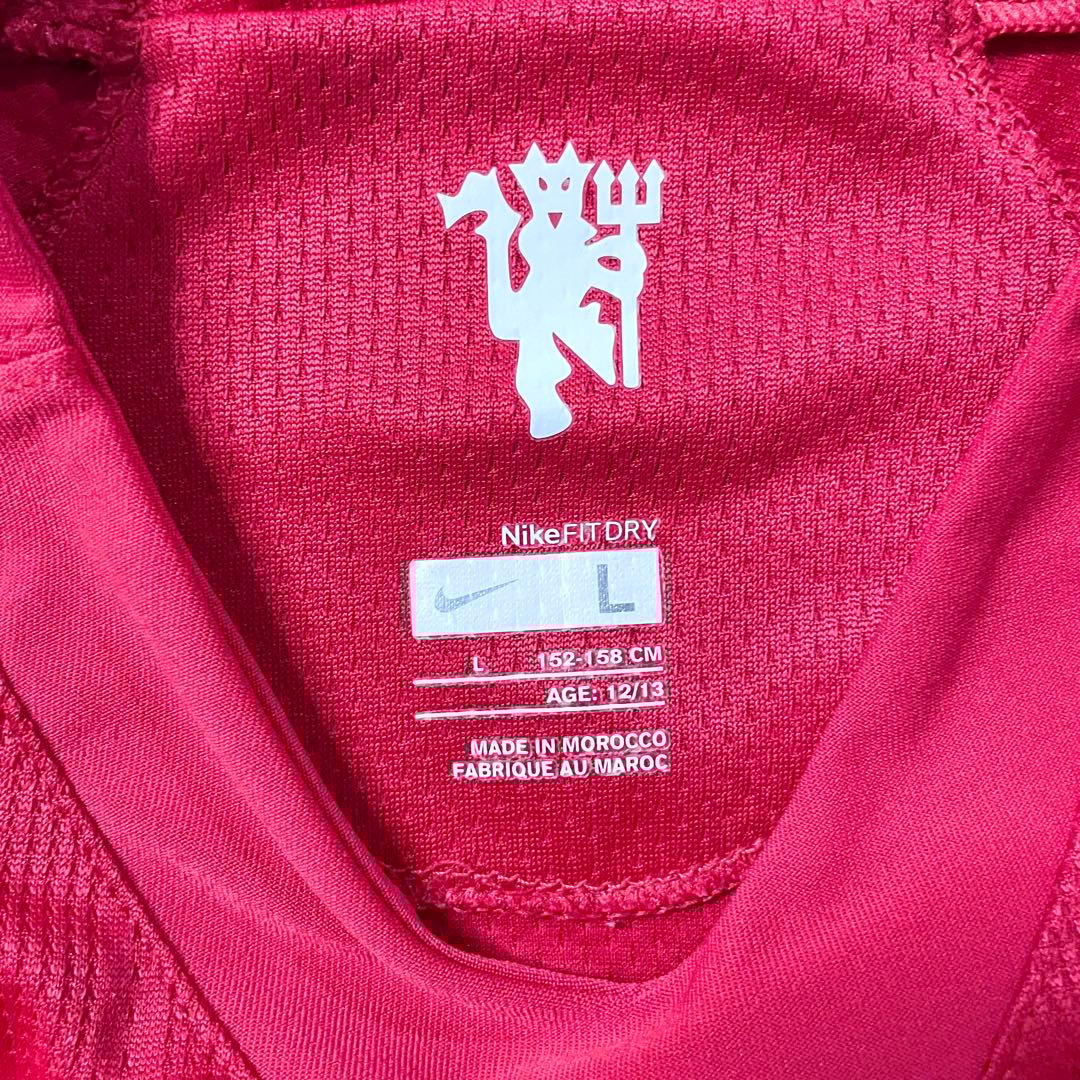 NikeFITDRY
L
L 152-158 CM
AGE: 12/13
MADE IN MOROCCO
FABRIQUE AU MAROC